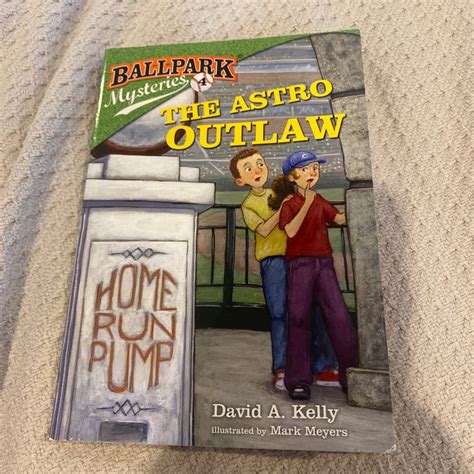 BALLPARK
Mysteries 4
THE ASTRO
OUTLAW
HOME
RUN
PUMP
David A. Kelly
illustrated by Mark Meyers